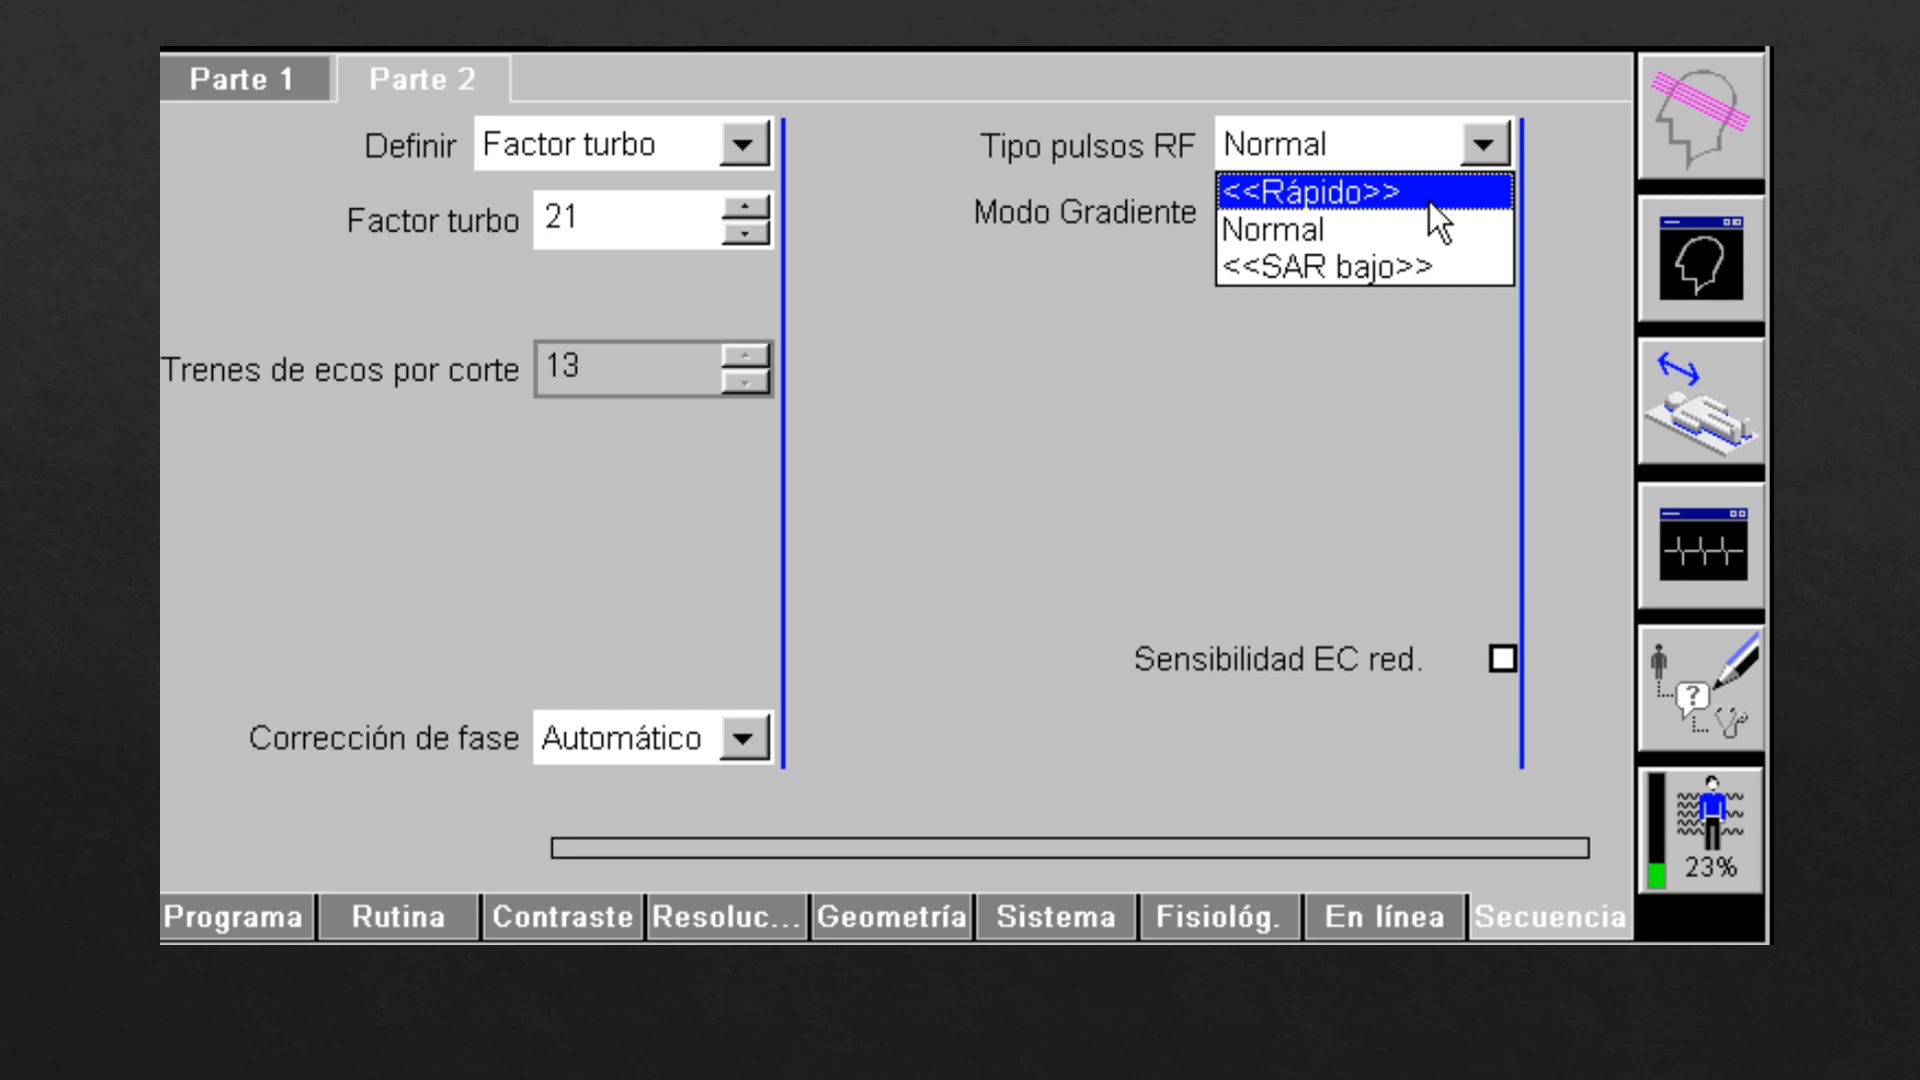 Parte 1
Parte 2
Definir
Factor turbo
Factor turbo
21
Trenes de ecos por corte
13
Corrección de fase
Automático
Tipo pulsos RF
Normal
<<Rápido>>
Normal
<<SAR bajo>>
Modo Gradiente
Sensibilidad EC red.
?
23%
Programa
Rutina
Contraste
Resoluc...
Geometría
Sistema
Fisiológ.
En línea
Secuencia